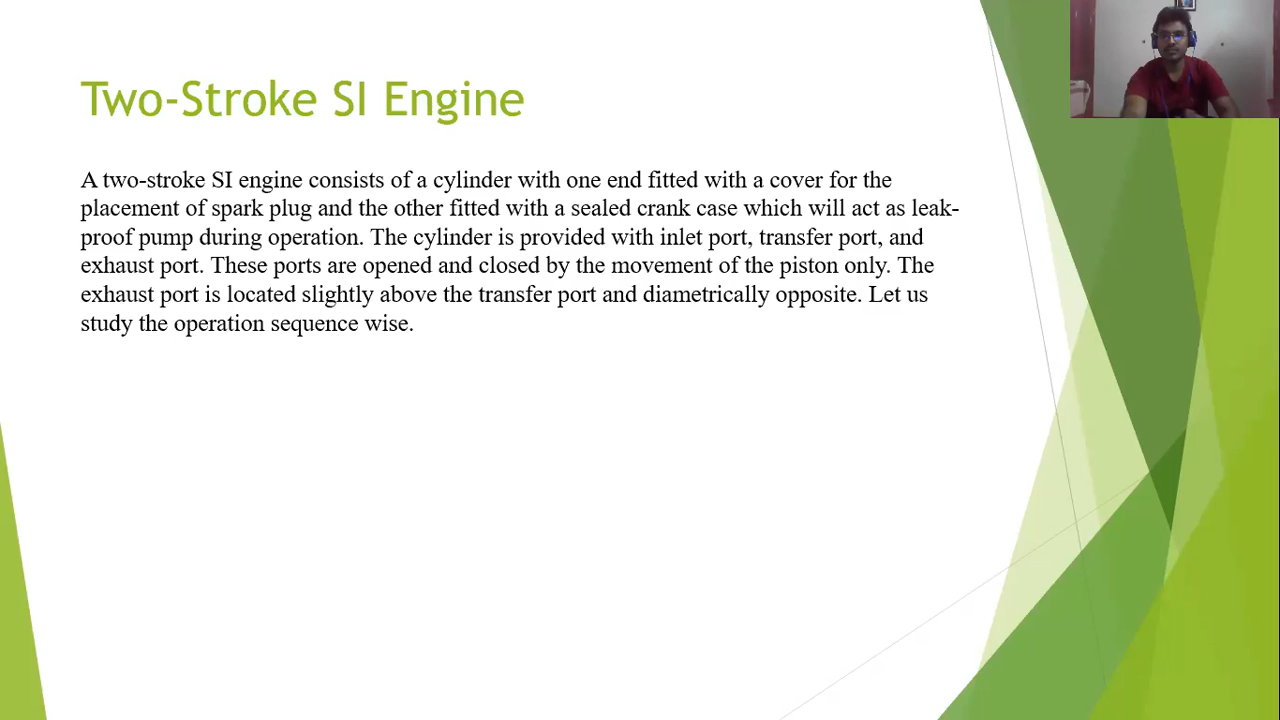 Two-Stroke SI Engine
A two-stroke SI engine consists of a cylinder with one end fitted with a cover for the
placement of spark plug and the other fitted with a sealed crank case which will act as leak-
proof pump during operation. The cylinder is provided with inlet port, transfer port, and
exhaust port. These ports are opened and closed by the movement of the piston only. The
exhaust port is located slightly above the transfer port and diametrically opposite. Let us
study the operation sequence wise.